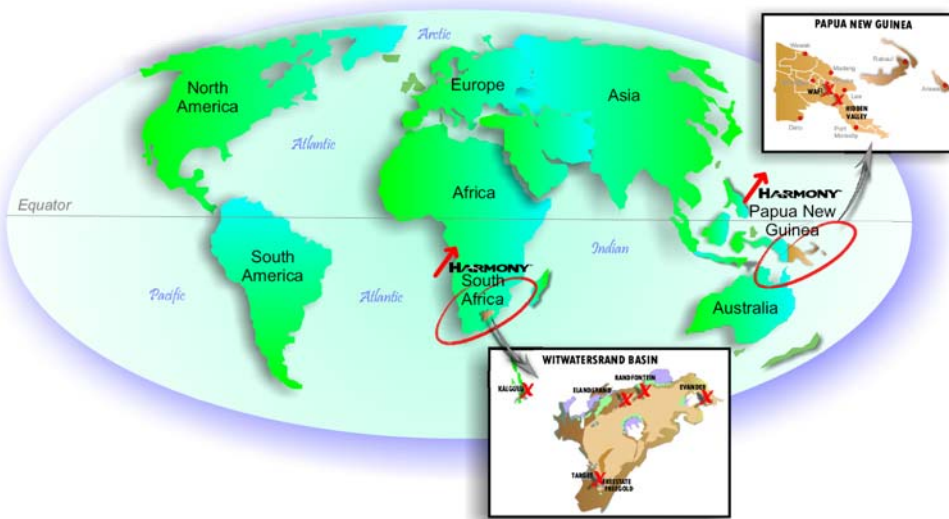 Arctic
North
America
Europe
Asia
Atlantic
Africa
Equator
HARMONY
Papua New
Guinea
South
America
Indian
HARMONY
South
Africa
Pacific
Atlantic
Australia
PAPUA NEW GUINEA
Wewak
Madang
Rabaul
WAFI
Lae
HIDDEN
VALLEY
Daru
Port
Moresby
WITWATERSRAND BASIN
KALGOLD
ELANDSRAND
RANDFONTEIN
EVANDER
FREESTATE
FREEGOLD